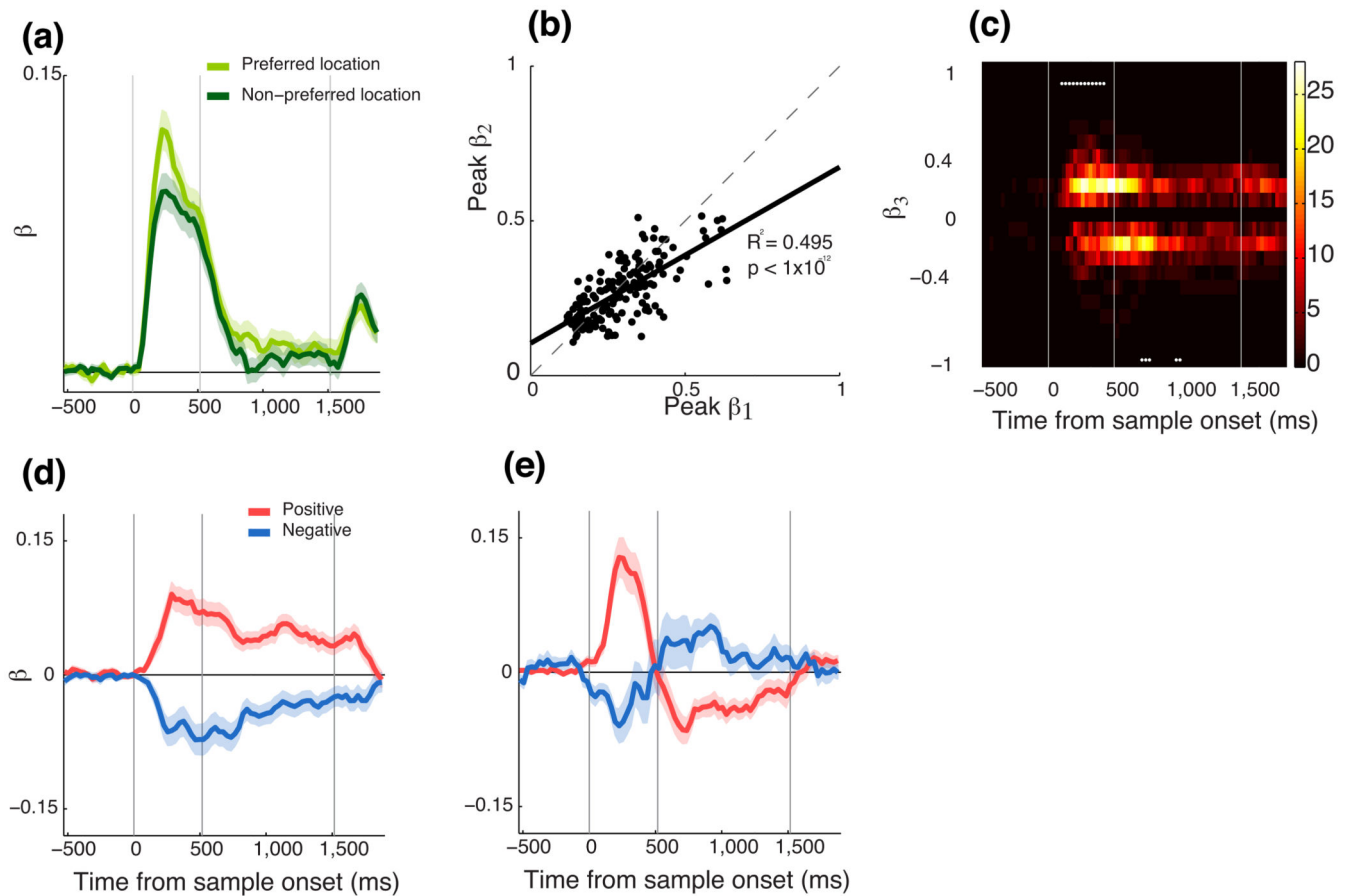 (a)
Preferred location
Non-preferred location
0.15
β
0
−500 0 500 1,000 1,500
(b)
1
Peak β2
0.5
0
0 0.5 1
Peak β1
R² = 0.495
p < 1x10⁻¹²
(c)
1
0.4
β3
0
−0.4
−1
−500 0 500 1,000 1,500
Time from sample onset (ms)
25
20
15
10
5
0
(d)
Positive
Negative
0.15
β
0
−0.15
−500 0 500 1,000 1,500
Time from sample onset (ms)
(e)
0.15
0
−0.15
−500 0 500 1,000 1,500
Time from sample onset (ms)